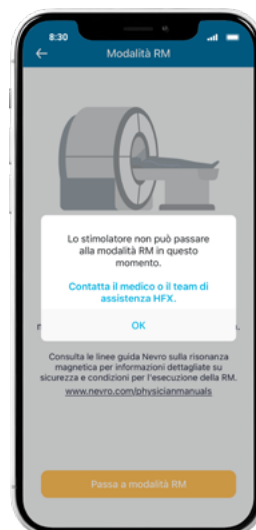 8:30
Modalità RM
Lo stimolatore non può passare
alla modalità RM in questo
momento.
Contatta il medico o il team di
assistenza HFX.
OK
Consulta le linee guida Nevro sulla risonanza
magnetica per informazioni dettagliate su
sicurezza e condizioni per l'esecuzione della RM.
www.nevro.com/physicianmanuals
Passa a modalità RM